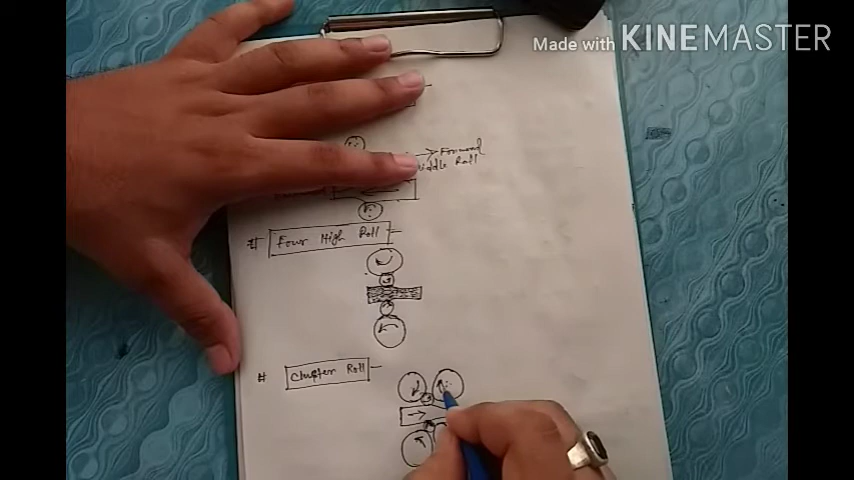 Made with KINEMASTER
→ Forward
Middle Roll
# Four High Roll
# Cluster Roll